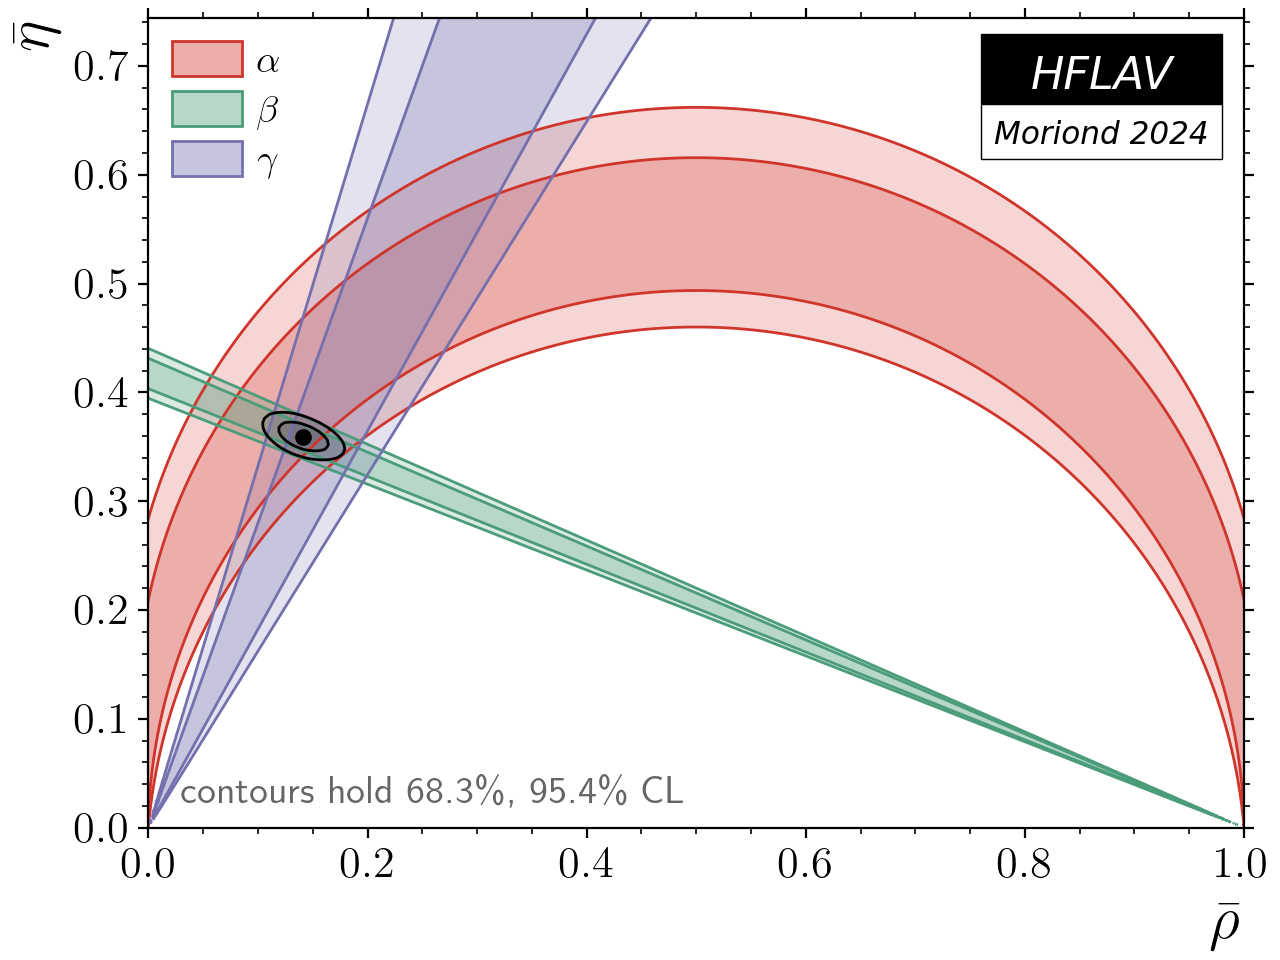 η̄
0.7
0.6
0.5
0.4
0.3
0.2
0.1
0.0
α
β
γ
HFLAV
Moriond 2024
contours hold 68.3%, 95.4% CL
0.0 0.2 0.4 0.6 0.8 1.0
ρ̄